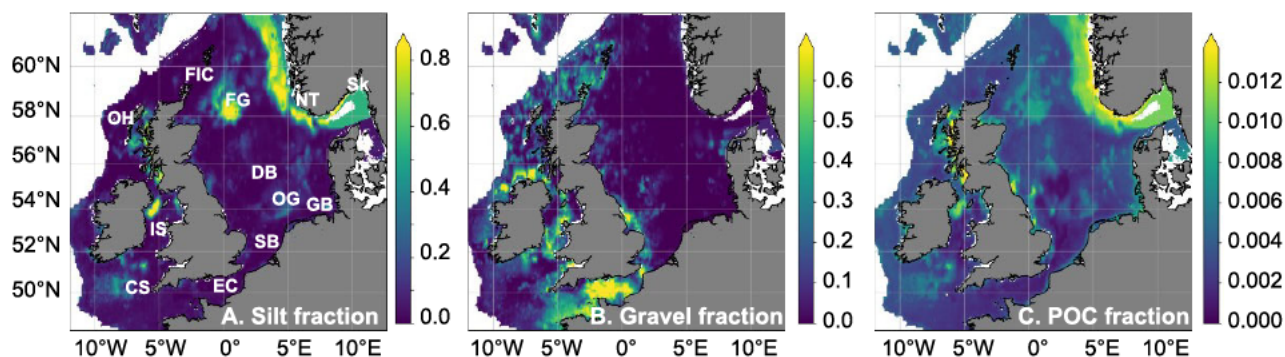 60°N
58°N
56°N
54°N
52°N
50°N
FIC
Sk
OH
FG
NT
DB
OG
GB
IS
SB
CS
EC
A. Silt fraction
10°W 5°W 0° 5°E 10°E
0.8
0.6
0.4
0.2
0.0
B. Gravel fraction
10°W 5°W 0° 5°E 10°E
0.6
0.5
0.4
0.3
0.2
0.1
0.0
C. POC fraction
10°W 5°W 0° 5°E 10°E
0.012
0.010
0.008
0.006
0.004
0.002
0.000